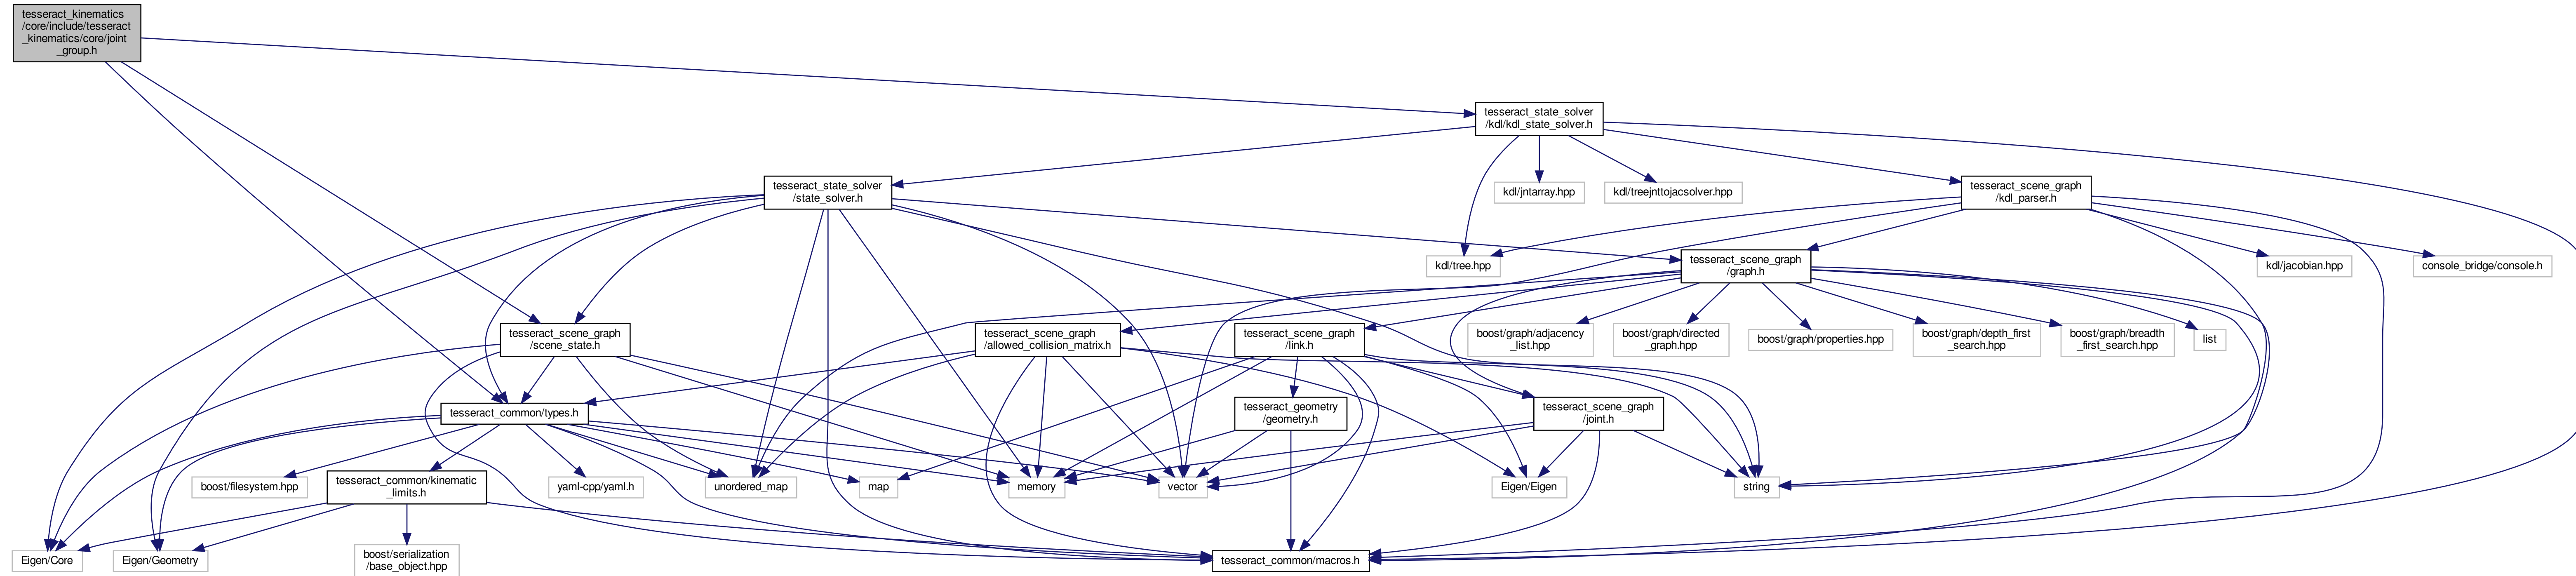 tesseract_kinematics
/core/include/tesseract
_kinematics/core/joint
_group.h
tesseract_state_solver
/kdl/kdl_state_solver.h
tesseract_state_solver
/state_solver.h
kdl/jntarray.hpp
kdl/treejnttojacsolver.hpp
tesseract_scene_graph
/kdl_parser.h
kdl/tree.hpp
tesseract_scene_graph
/graph.h
kdl/jacobian.hpp
console_bridge/console.h
tesseract_scene_graph
/scene_state.h
tesseract_scene_graph
/allowed_collision_matrix.h
tesseract_scene_graph
/link.h
boost/graph/adjacency
_list.hpp
boost/graph/directed
_graph.hpp
boost/graph/properties.hpp
boost/graph/depth_first
_search.hpp
boost/graph/breadth
_first_search.hpp
list
tesseract_common/types.h
tesseract_geometry
/geometry.h
tesseract_scene_graph
/joint.h
boost/filesystem.hpp
tesseract_common/kinematic
_limits.h
yaml-cpp/yaml.h
unordered_map
map
memory
vector
Eigen/Eigen
string
Eigen/Core
Eigen/Geometry
boost/serialization
/base_object.hpp
tesseract_common/macros.h